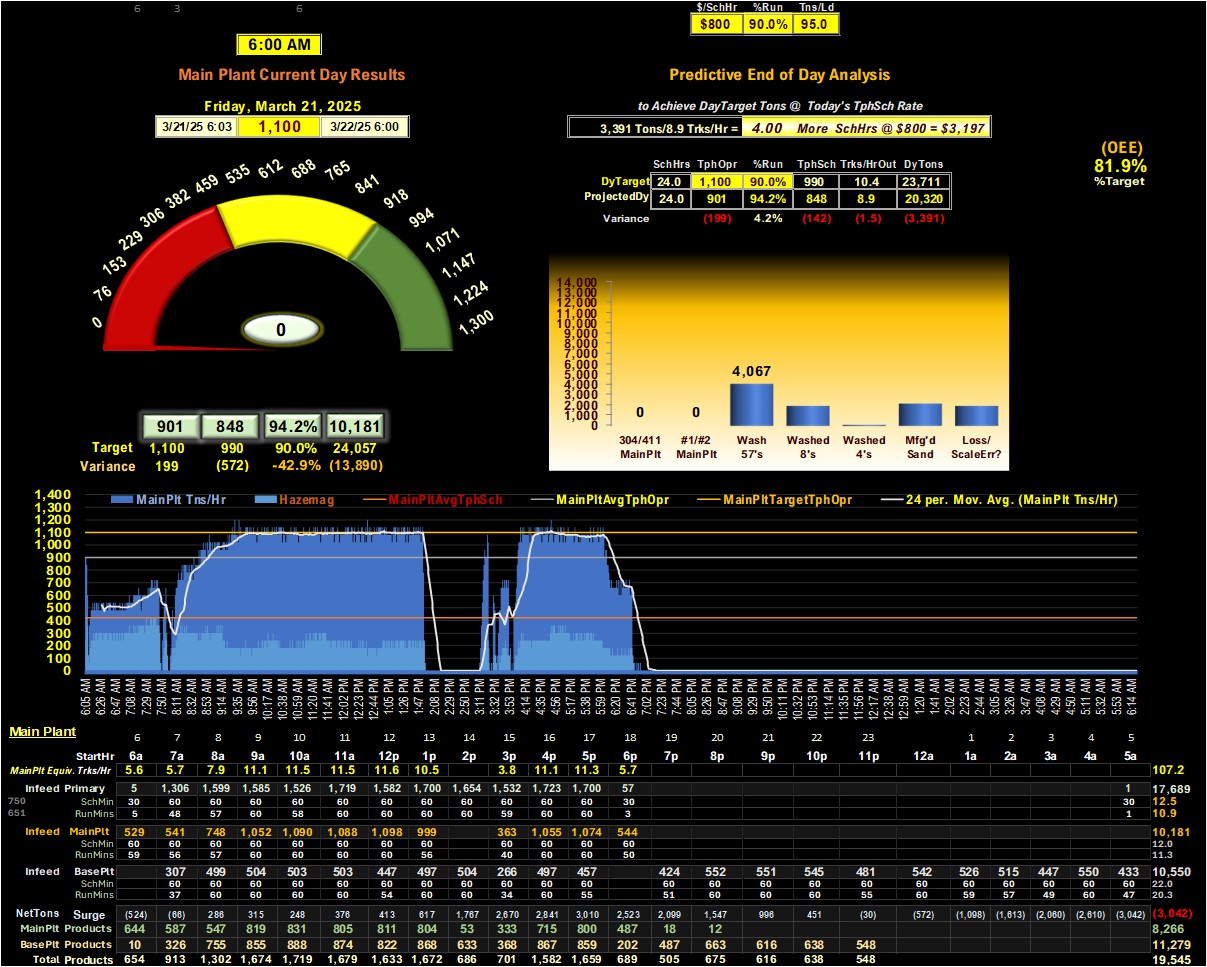 6 3 6
$/SchHr %Run Tns/Ld
$800 90.0% 95.0
6:00 AM
Main Plant Current Day Results
Predictive End of Day Analysis
Friday, March 21, 2025
to Achieve DayTarget Tons @ Today's TphSch Rate
3/21/25 6:03 1,100 3/22/25 6:00
3,391 Tons/8.9 Trks/Hr = 4.00 More SchHrs @ $800 = $3,197
(OEE)
81.9%
%Target
SchHrs TphOpr %Run TphSch Trks/HrOut DyTons
DyTarget 24.0 1,100 90.0% 990 10.4 23,711
ProjectedDy 24.0 901 94.2% 848 8.9 20,320
Variance (199) 4.2% (142) (1.5) (3,391)
0 76 153 229 306 382 459 535 612 688 765 841 918 994 1,071 1,147 1,224 1,300
0
14,000
13,000
12,000
11,000
10,000
9,000
8,000
7,000
6,000
5,000
4,000
3,000
2,000
1,000
0
0 0 4,067
304/411 MainPlt
#1/#2 MainPlt
Wash 57's
Washed 8's
Washed 4's
Mfg'd Sand
Loss/ ScaleErr?
901 848 94.2% 10,181
Target 1,100 990 90.0% 24,057
Variance 199 (572) -42.9% (13,890)
MainPlt Tns/Hr Hazemag MainPltAvgTphSch MainPltAvgTphOpr MainPltTargetTphOpr 24 per. Mov. Avg. (MainPlt Tns/Hr)
1,400
1,300
1,200
1,100
1,000
900
800
700
600
500
400
300
200
100
0
6:05 AM 6:26 AM 6:47 AM 7:08 AM 7:29 AM 7:50 AM 8:11 AM 8:32 AM 8:53 AM 9:14 AM 9:35 AM 9:56 AM 10:17 AM 10:38 AM 10:59 AM 11:20 AM 11:41 AM 12:02 PM 12:23 PM 12:44 PM 1:05 PM 1:26 PM 1:47 PM 2:08 PM 2:29 PM 2:50 PM 3:11 PM 3:32 PM 3:53 PM 4:14 PM 4:35 PM 4:56 PM 5:17 PM 5:38 PM 5:59 PM 6:20 PM 6:41 PM 7:02 PM 7:23 PM 7:44 PM 8:05 PM 8:26 PM 8:47 PM 9:08 PM 9:29 PM 9:50 PM 10:11 PM 10:32 PM 10:53 PM 11:14 PM 11:35 PM 11:56 PM 12:17 AM 12:38 AM 12:59 AM 1:20 AM 1:41 AM 2:02 AM 2:23 AM 2:44 AM 3:05 AM 3:26 AM 3:47 AM 4:08 AM 4:29 AM 4:50 AM 5:11 AM 5:32 AM 5:53 AM 6:14 AM
Main Plant
6 7 8 9 10 11 12 13 14 15 16 17 18 19 20 21 22 23 1 2 3 4 5
StartHr 6a 7a 8a 9a 10a 11a 12p 1p 2p 3p 4p 5p 6p 7p 8p 9p 10p 11p 12a 1a 2a 3a 4a 5a
MainPlt Equiv. Trks/Hr 5.6 5.7 7.9 11.1 11.5 11.5 11.6 10.5 3.8 11.1 11.3 5.7 107.2
Infeed Primary 5 1,306 1,599 1,585 1,526 1,719 1,582 1,700 1,654 1,532 1,723 1,700 57 1 17,689
750 SchMin 30 60 60 60 60 60 60 60 60 60 60 60 30 30 12.5
651 RunMins 5 48 57 60 58 60 60 60 60 59 60 60 3 1 10.9
Infeed MainPlt 529 541 748 1,052 1,090 1,088 1,098 999 363 1,055 1,074 544 10,181
SchMin 60 60 60 60 60 60 60 60 60 60 60 60 12.0
RunMins 59 56 57 60 60 60 60 56 40 60 60 50 11.3
Infeed BasePlt 307 499 504 503 503 447 497 504 266 497 457 424 552 551 545 481 542 526 515 447 550 433 10,550
SchMin 60 60 60 60 60 60 60 60 60 60 60 60 60 60 60 60 60 60 60 60 60 60 22.0
RunMins 37 60 60 60 60 54 60 60 34 60 55 51 60 60 60 55 60 59 57 49 60 47 20.3
NetTons Surge (524) (66) 286 315 248 376 413 617 1,767 2,670 2,841 3,010 2,523 2,099 1,547 996 451 (30) (572) (1,098) (1,613) (2,060) (2,610) (3,042) (3,042)
MainPlt Products 644 587 547 819 831 805 811 804 53 333 715 800 487 18 12 8,266
BasePlt Products 10 326 755 855 888 874 822 868 633 368 867 859 202 487 663 616 638 548 11,279
Total Products 654 913 1,302 1,674 1,719 1,679 1,633 1,672 686 701 1,582 1,659 689 505 675 616 638 548 19,545